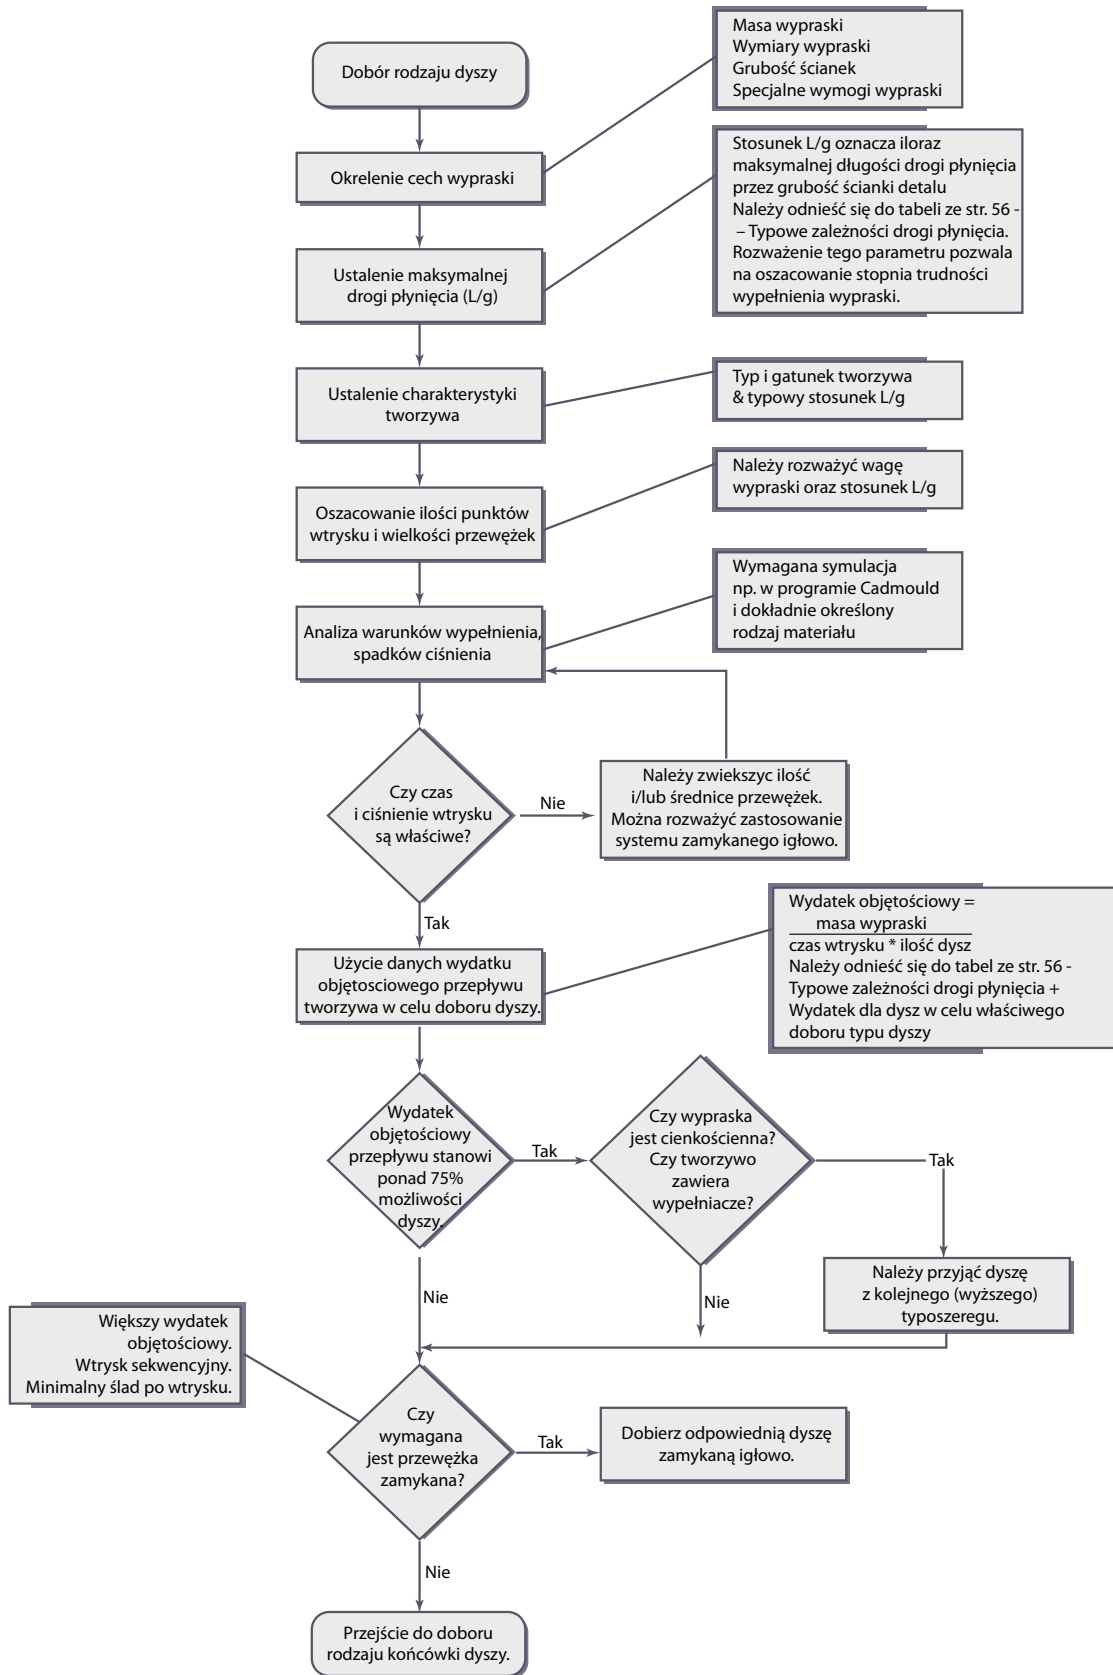 Dobór rodzaju dyszy
Masa wypraski
Wymiary wypraski
Grubość ścianek
Specjalne wymogi wypraski
Okrelenie cech wypraski
Stosunek L/g oznacza iloraz
maksymalnej długości drogi płynięcia
przez grubość ścianki detalu
Należy odnieść się do tabeli ze str. 56 -
– Typowe zależności drogi płynięcia.
Rozważenie tego parametru pozwala
na oszacowanie stopnia trudności
wypełnienia wypraski.
Ustalenie maksymalnej
drogi płynięcia (L/g)
Ustalenie charakterystyki
tworzywa
Typ i gatunek tworzywa
& typowy stosunek L/g
Oszacowanie ilości punktów
wtrysku i wielkości przewężek
Należy rozważyć wagę
wypraski oraz stosunek L/g
Analiza warunków wypełnienia,
spadków ciśnienia
Wymagana symulacja
np. w programie Cadmould
i dokładnie określony
rodzaj materiału
Czy czas
i ciśnienie wtrysku
są właściwe?
Nie
Należy zwiekszyc ilość
i/lub średnice przewężek.
Można rozważyć zastosowanie
systemu zamykanego igłowo.
Tak
Użycie danych wydatku
objętosciowego przepływu
tworzywa w celu doboru dyszy.
Wydatek objętościowy =
masa wypraski
czas wtrysku * ilość dysz
Należy odnieść się do tabel ze str. 56 -
Typowe zależności drogi płynięcia +
Wydatek dla dysz w celu właściwego
doboru typu dyszy
Wydatek
objętościowy
przepływu stanowi
ponad 75%
możliwości
dyszy.
Tak
Czy wypraska
jest cienkościenna?
Czy tworzywo
zawiera
wypełniacze?
Tak
Należy przyjąć dyszę
z kolejnego (wyższego)
typoszeregu.
Nie
Nie
Większy wydatek
objętościowy.
Wtrysk sekwencyjny.
Minimalny ślad po wtrysku.
Czy
wymagana
jest przewężka
zamykana?
Tak
Dobierz odpowiednią dyszę
zamykaną igłowo.
Nie
Przejście do doboru
rodzaju końcówki dyszy.